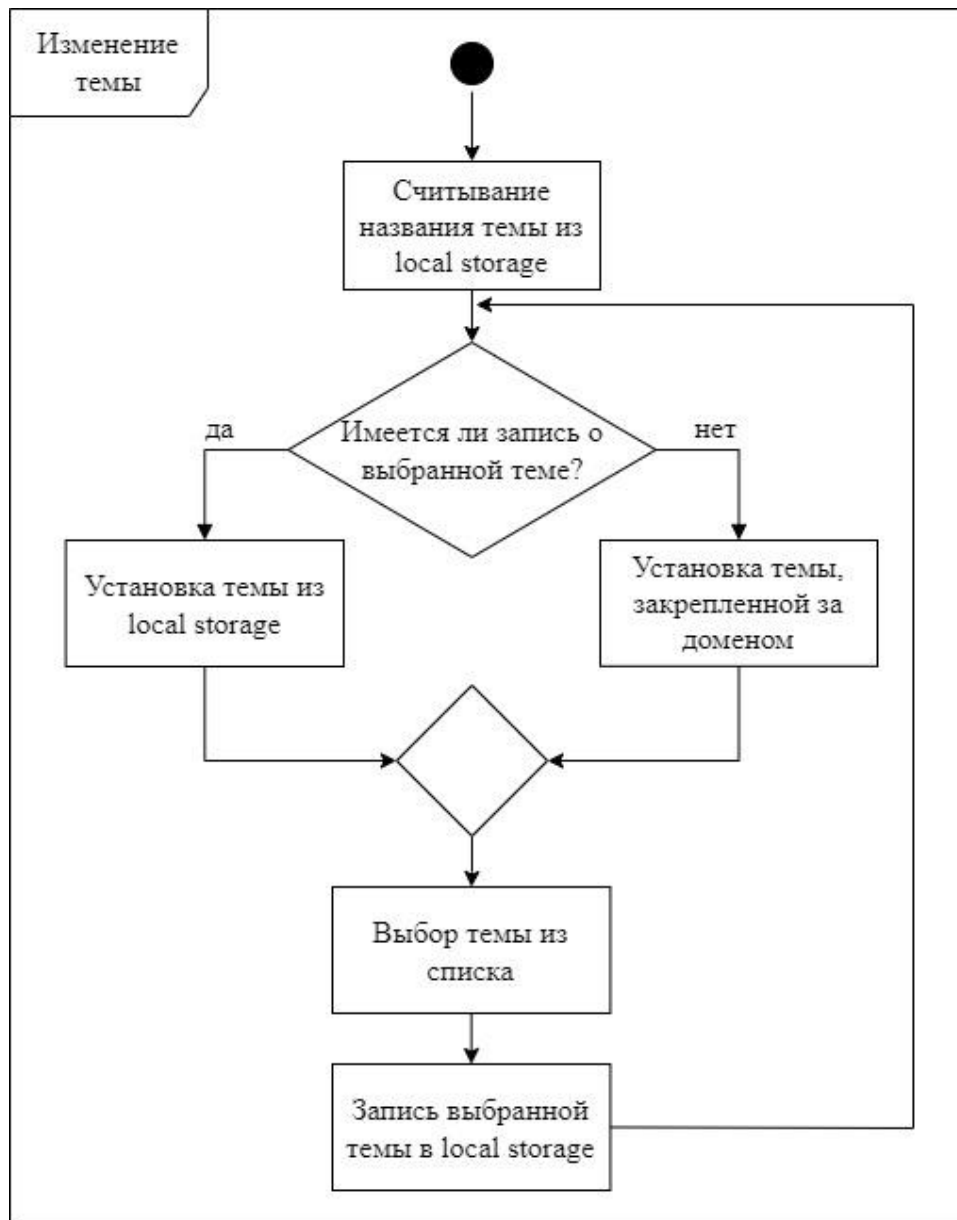 Изменение
темы
Считывание
названия темы из
local storage
Имеется ли запись о
выбранной теме?
да
нет
Установка темы из
local storage
Установка темы,
закрепленной за
доменом
Выбор темы из
списка
Запись выбранной
темы в local storage